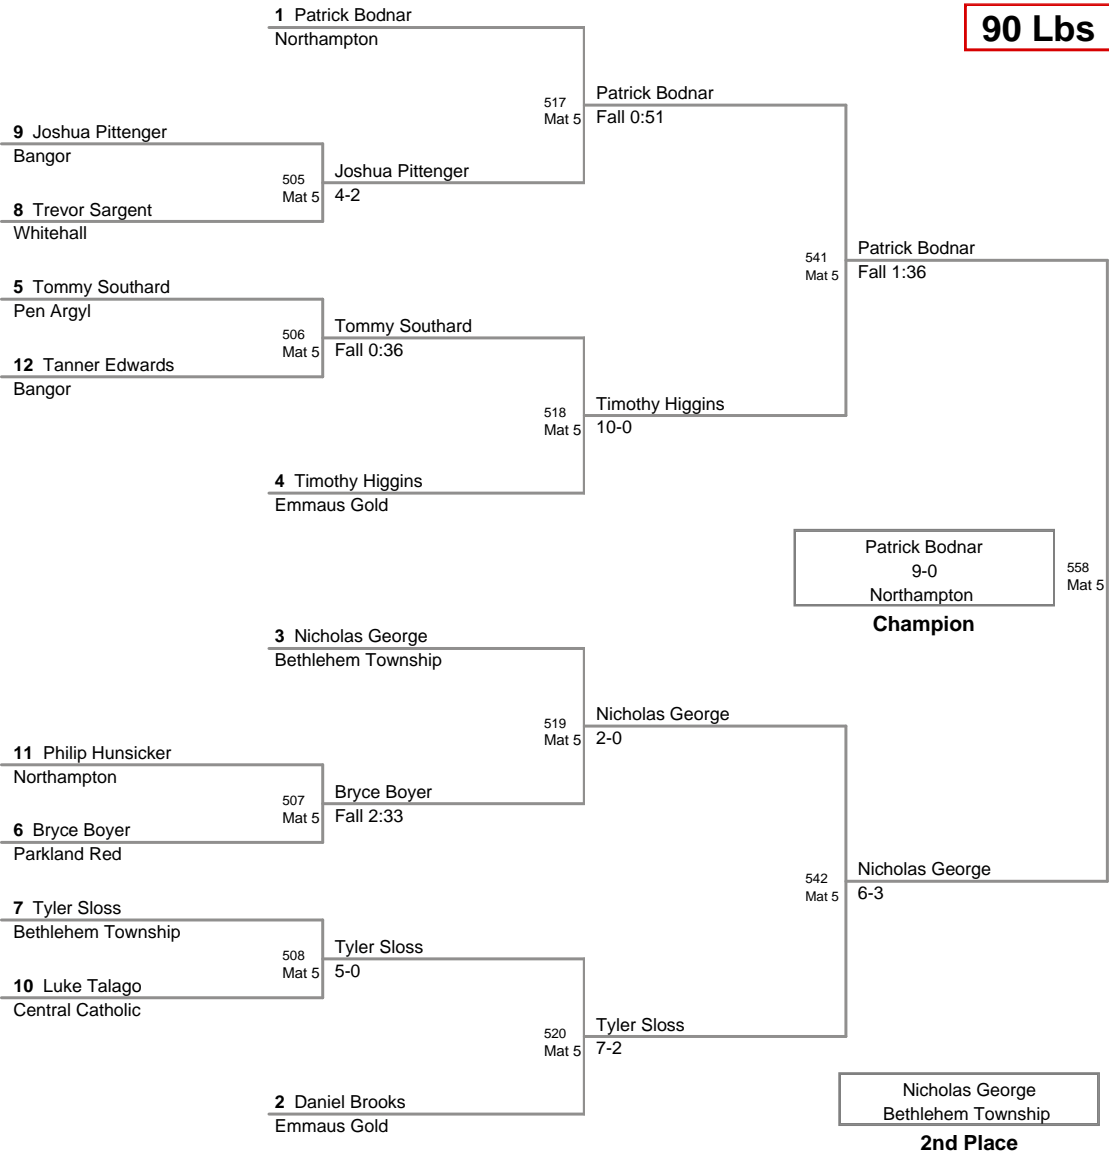 1 Patrick Bodnar
Northampton
90 Lbs
517
Mat 5
Patrick Bodnar
Fall 0:51
9 Joshua Pittenger
Bangor
505
Mat 5
Joshua Pittenger
4-2
8 Trevor Sargent
Whitehall
541
Mat 5
Patrick Bodnar
Fall 1:36
5 Tommy Southard
Pen Argyl
506
Mat 5
Tommy Southard
Fall 0:36
12 Tanner Edwards
Bangor
518
Mat 5
Timothy Higgins
10-0
4 Timothy Higgins
Emmaus Gold
Patrick Bodnar
9-0
Northampton
Champion
558
Mat 5
3 Nicholas George
Bethlehem Township
519
Mat 5
Nicholas George
2-0
11 Philip Hunsicker
Northampton
507
Mat 5
Bryce Boyer
Fall 2:33
6 Bryce Boyer
Parkland Red
542
Mat 5
Nicholas George
6-3
7 Tyler Sloss
Bethlehem Township
508
Mat 5
Tyler Sloss
5-0
10 Luke Talago
Central Catholic
520
Mat 5
Tyler Sloss
7-2
2 Daniel Brooks
Emmaus Gold
Nicholas George
Bethlehem Township
2nd Place